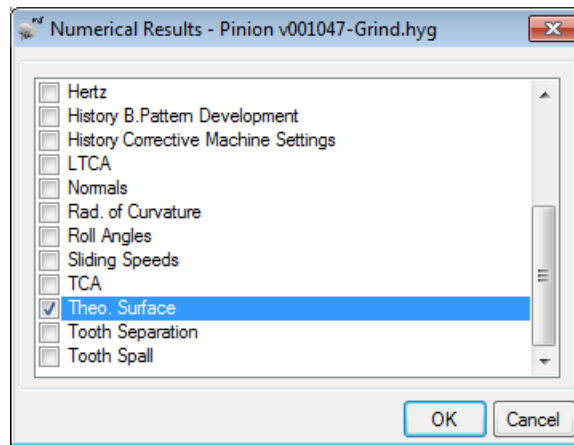 Numerical Results - Pinion v001047-Grind.hyg
Hertz
History B.Pattern Development
History Corrective Machine Settings
LTCA
Normals
Rad. of Curvature
Roll Angles
Sliding Speeds
TCA
Theo. Surface
Tooth Separation
Tooth Spall
OK Cancel